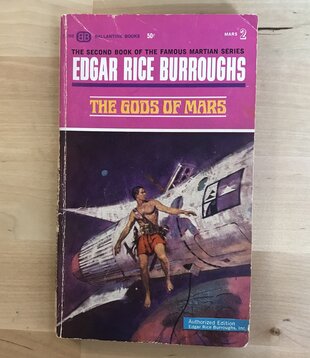 BB BALLANTINE BOOKS 50¢ MARS 2
THE SECOND BOOK OF THE FAMOUS MARTIAN SERIES
EDGAR RICE BURROUGHS
THE GODS OF MARS
Authorized Edition
Edgar Rice Burroughs, Inc.